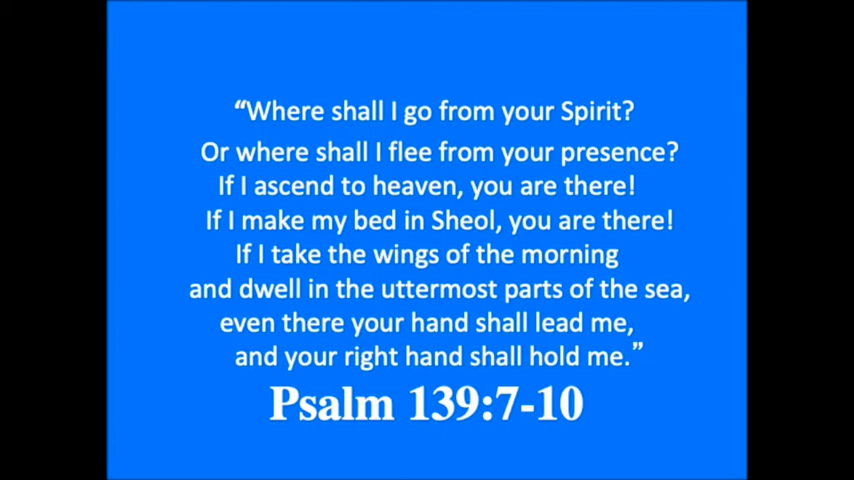 “Where shall I go from your Spirit?
Or where shall I flee from your presence?
If I ascend to heaven, you are there!
If I make my bed in Sheol, you are there!
If I take the wings of the morning
and dwell in the uttermost parts of the sea,
even there your hand shall lead me,
and your right hand shall hold me.”
Psalm 139:7-10